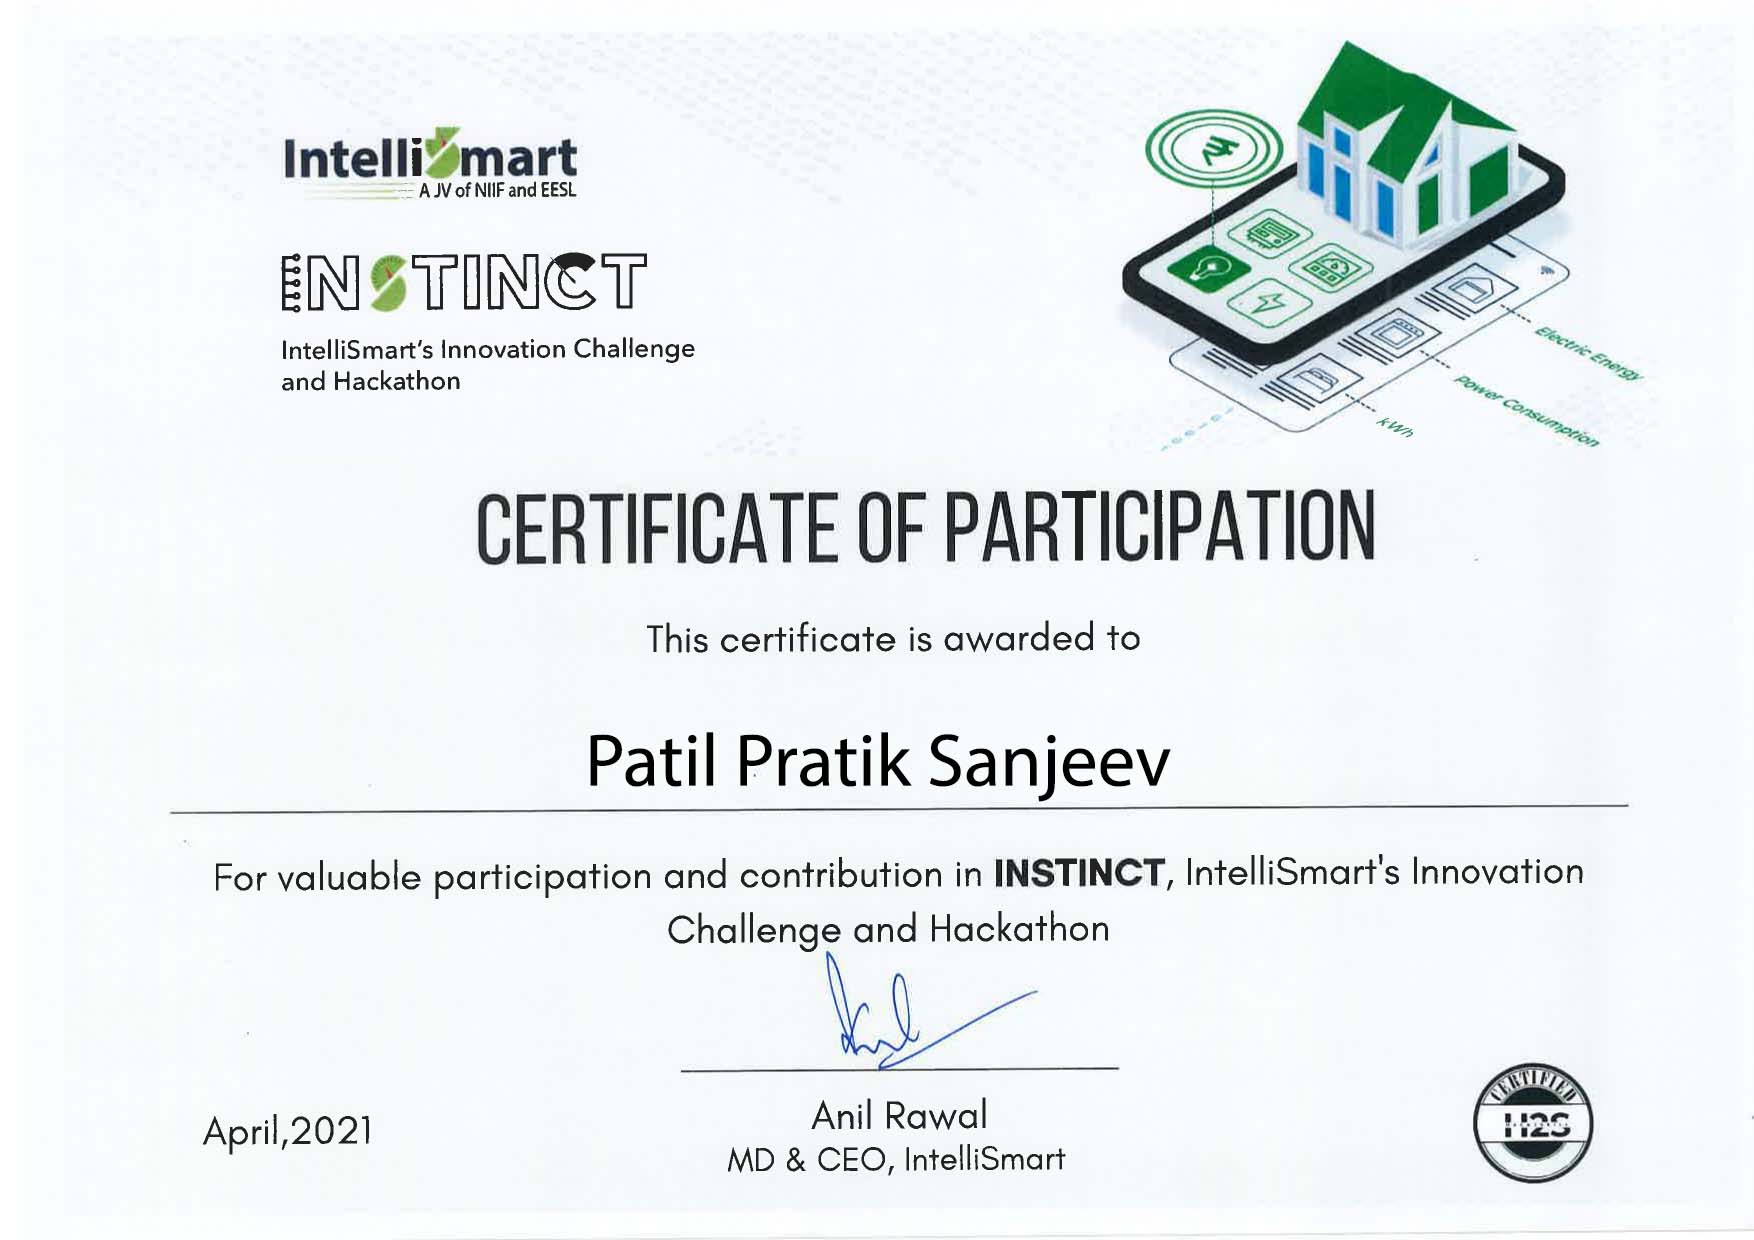 IntelliSmart
A JV of NIIF and EESL
INSTINCT
IntelliSmart's Innovation Challenge
and Hackathon
Electric Energy
Power Consumption
kWh
CERTIFICATE OF PARTICIPATION
This certificate is awarded to
Patil Pratik Sanjeev
For valuable participation and contribution in INSTINCT, IntelliSmart's Innovation
Challenge and Hackathon
Anil Rawal
MD & CEO, IntelliSmart
April,2021
CERTIFIED
H2S